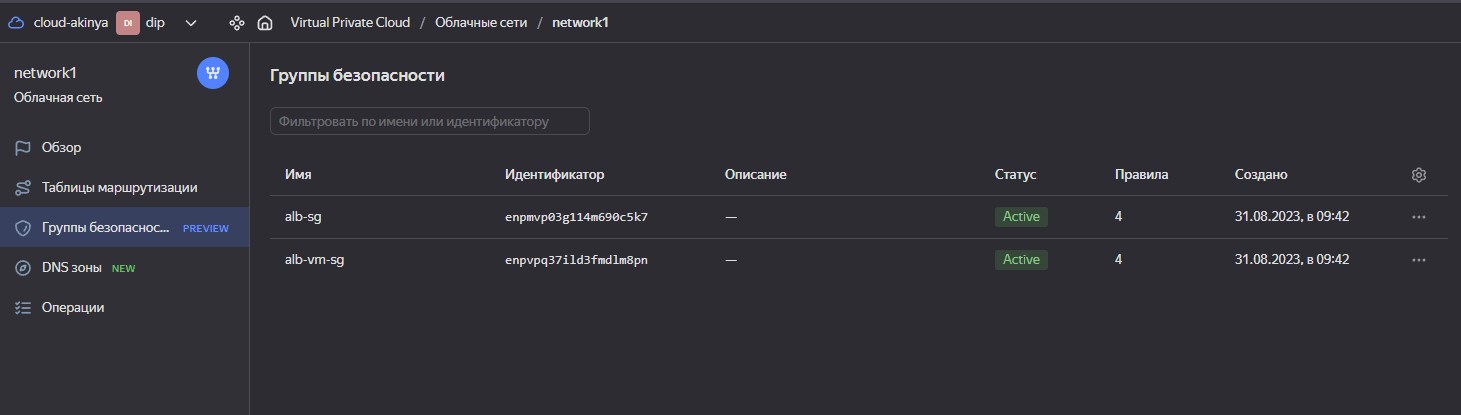 cloud-akinya DI dip Virtual Private Cloud / Облачные сети / network1
network1
Облачная сеть
Обзор
Таблицы маршрутизации
Группы безопаснос... PREVIEW
DNS зоны NEW
Операции
Группы безопасности
Фильтровать по имени или идентификатору
Имя Идентификатор Описание Статус Правила Создано
alb-sg enpmvp03g114m690c5k7 — Active 4 31.08.2023, в 09:42
alb-vm-sg enpvpq37ild3fmdlm8pn — Active 4 31.08.2023, в 09:42